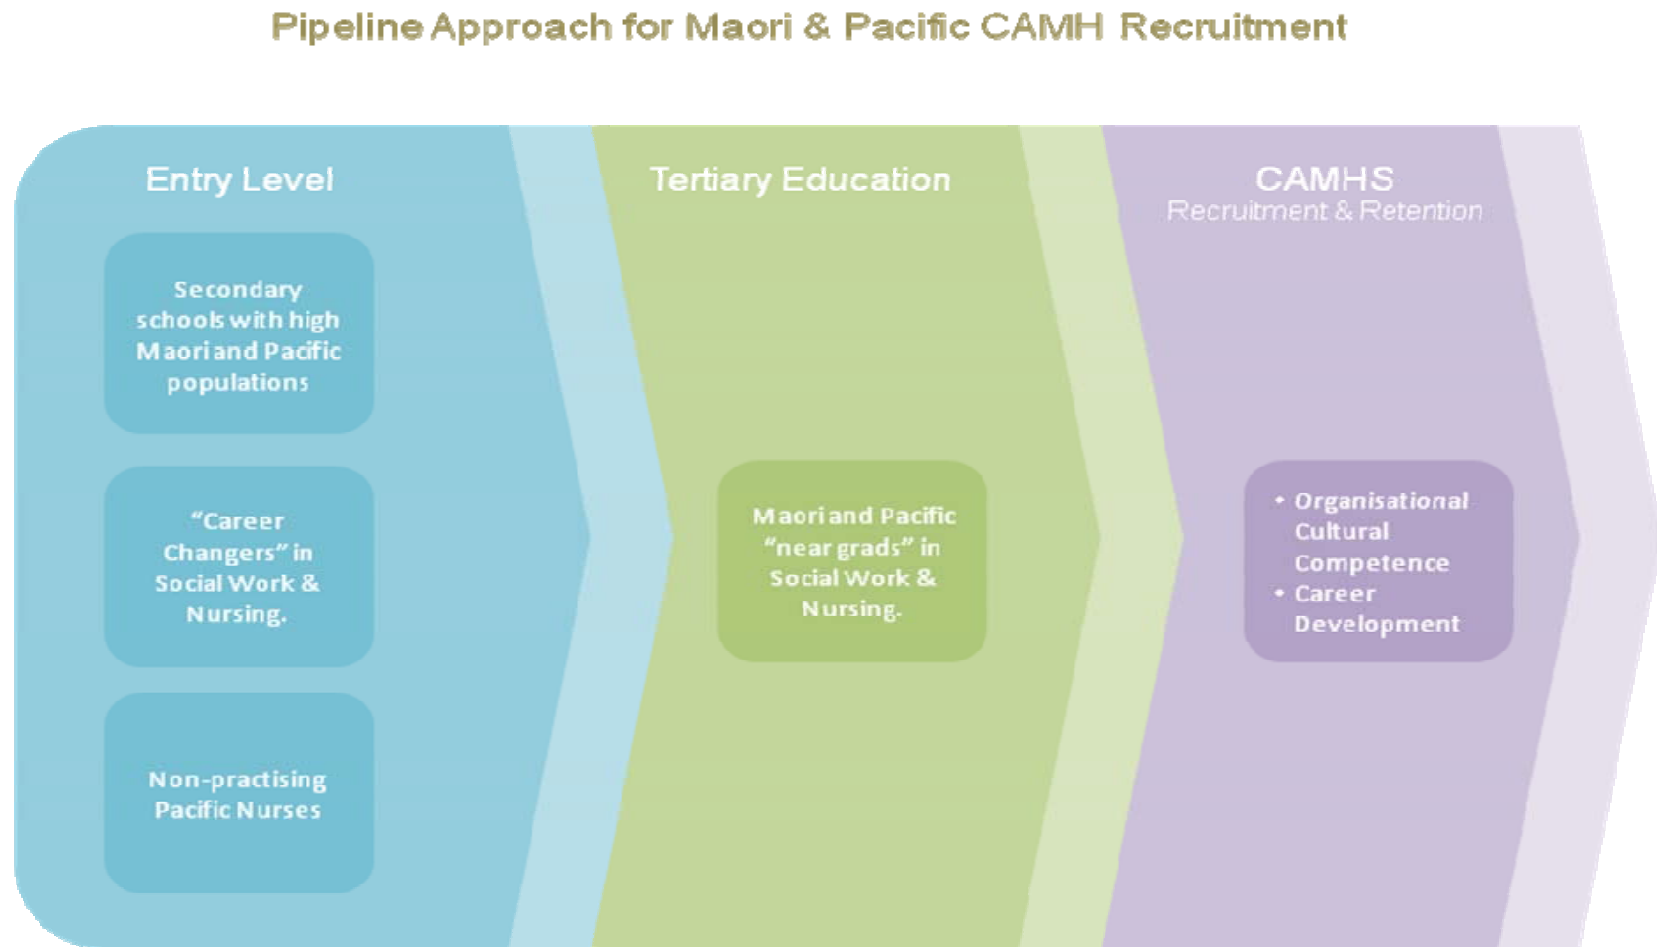 Pipeline Approach for Maori & Pacific CAMH Recruitment
Entry Level
Secondary
schools with high
Maori and Pacific
populations
“Career
Changers” in
Social Work &
Nursing.
Non-practising
Pacific Nurses
Tertiary Education
Maori and Pacific
“near grads” in
Social Work &
Nursing.
CAMHS
Recruitment & Retention
• Organisational
Cultural
Competence
• Career
Development